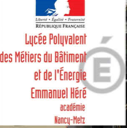 Liberté • Égalité • Fraternité
RÉPUBLIQUE FRANÇAISE
Lycée Polyvalent
des Métiers du Bâtiment
et de l'Énergie
Emmanuel Héré
académie
Nancy-Metz
é